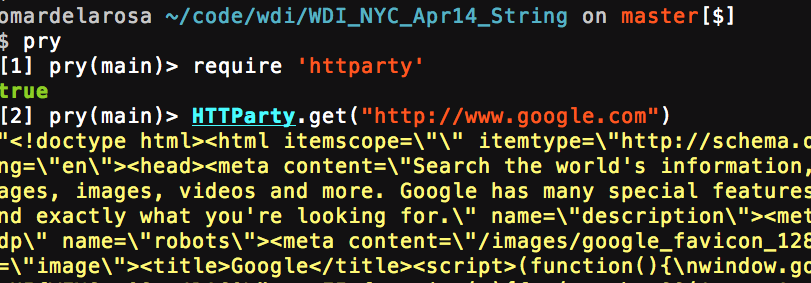 omardelarosa ~/code/wdi/WDI_NYC_Apr14_String on master[$]
$ pry
[1] pry(main)> require 'httparty'
true
[2] pry(main)> HTTParty.get("http://www.google.com")
"<!doctype html><html itemscope=\"\" itemtype=\"http://schema.o
ng=\"en\"><head><meta content=\"Search the world's information,
ages, images, videos and more. Google has many special features
nd exactly what you're looking for.\" name=\"description\"><met
dp\" name=\"robots\"><meta content=\"/images/google_favicon_128
=\"image\"><title>Google</title><script>(function(){\nwindow.go